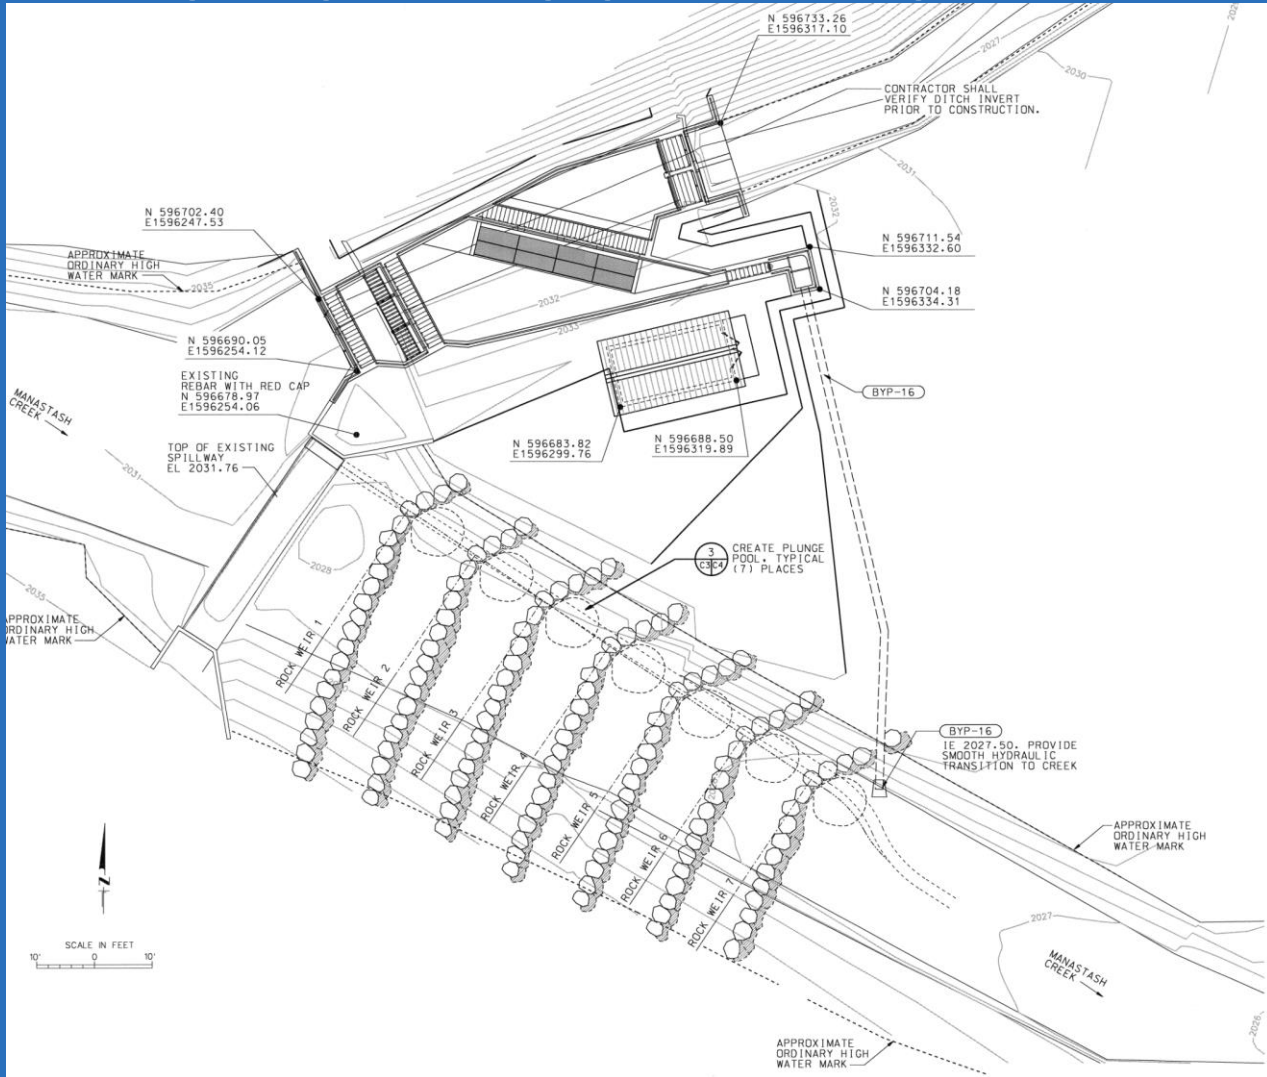 N 596733.26
E1596317.10
2027
2030
CONTRACTOR SHALL
VERIFY DITCH INVERT
PRIOR TO CONSTRUCTION.
2031
2032
N 596702.40
E1596247.53
APPROXIMATE
ORDINARY HIGH
WATER MARK
2035
N 596711.54
E1596332.60
N 596704.18
E1596334.31
2032
2033
N 596690.05
E1596254.12
EXISTING
REBAR WITH RED CAP
N 596678.97
E1596254.06
BYP-16
MANASTASH
CREEK
TOP OF EXISTING
SPILLWAY
EL 2031.76
2031
N 596683.82
E1596299.76
N 596688.50
E1596319.89
3
C3 C4
CREATE PLUNGE
POOL, TYPICAL
(7) PLACES
2028
2035
APPROXIMATE
ORDINARY HIGH
WATER MARK
ROCK WEIR 1
ROCK WEIR 2
ROCK WEIR 3
ROCK WEIR 4
ROCK WEIR 5
ROCK WEIR 6
ROCK WEIR 7
BYP-16
IE 2027.50. PROVIDE
SMOOTH HYDRAULIC
TRANSITION TO CREEK
APPROXIMATE
ORDINARY HIGH
WATER MARK
N
SCALE IN FEET
10' 0 10'
2027
MANASTASH
CREEK
2026
APPROXIMATE
ORDINARY HIGH
WATER MARK